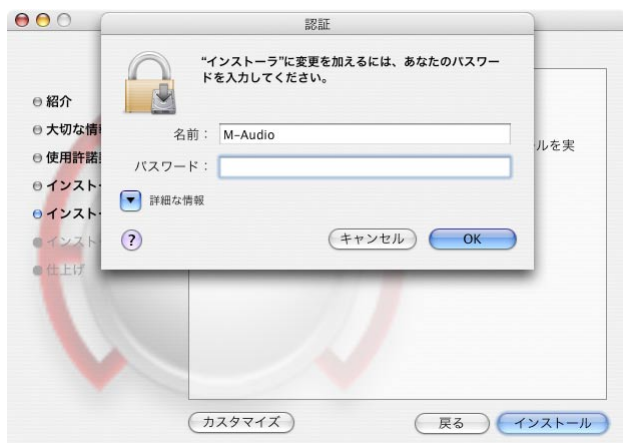 認証
“インストーラ”に変更を加えるには、あなたのパスワー
ドを入力してください。
名前：
M-Audio
パスワード：
詳細な情報
?
キャンセル
OK
紹介
大切な情
使用許諾
インスト
インスト
インスト
仕上げ
ルを実
カスタマイズ
戻る
インストール